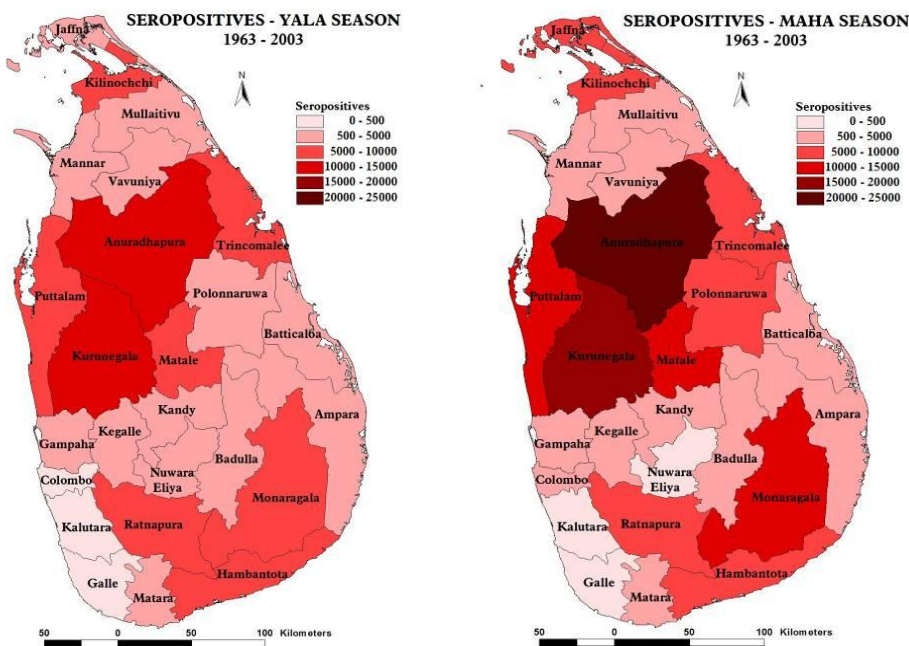 SEROPOSITIVES - YALA SEASON
1963 - 2003
Jaffna
Kilinochchi
Mullaitivu
Mannar
Vavuniya
Anuradhapura
Trincomalee
Puttalam
Polonnaruwa
Batticaloa
Kurunegala
Matale
Kandy
Ampara
Kegalle
Gampaha
Badulla
Nuwara
Eliya
Colombo
Monaragala
Kalutara
Ratnapura
Galle
Hambantota
Matara
N
Seropositives
0 - 500
500 - 5000
5000 - 10000
10000 - 15000
15000 - 20000
20000 - 25000
50 0 50 100 Kilometers
SEROPOSITIVES - MAHA SEASON
1963 - 2003
Jaffna
Kilinochchi
Mullaitivu
Mannar
Vavuniya
Anuradhapura
Trincomalee
Puttalam
Polonnaruwa
Batticaloa
Kurunegala
Matale
Kandy
Ampara
Kegalle
Gampaha
Badulla
Nuwara
Eliya
Colombo
Monaragala
Kalutara
Ratnapura
Galle
Hambantota
Matara
N
Seropositives
0 - 500
500 - 5000
5000 - 10000
10000 - 15000
15000 - 20000
20000 - 25000
50 0 50 100 Kilometers